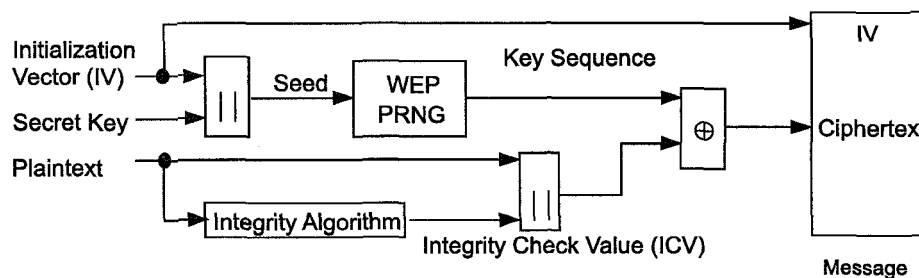 Initialization
Vector (IV)
Secret Key
Plaintext
||
Seed
WEP
PRNG
Key Sequence
Integrity Algorithm
||
Integrity Check Value (ICV)
⊕
IV
Ciphertex
Message